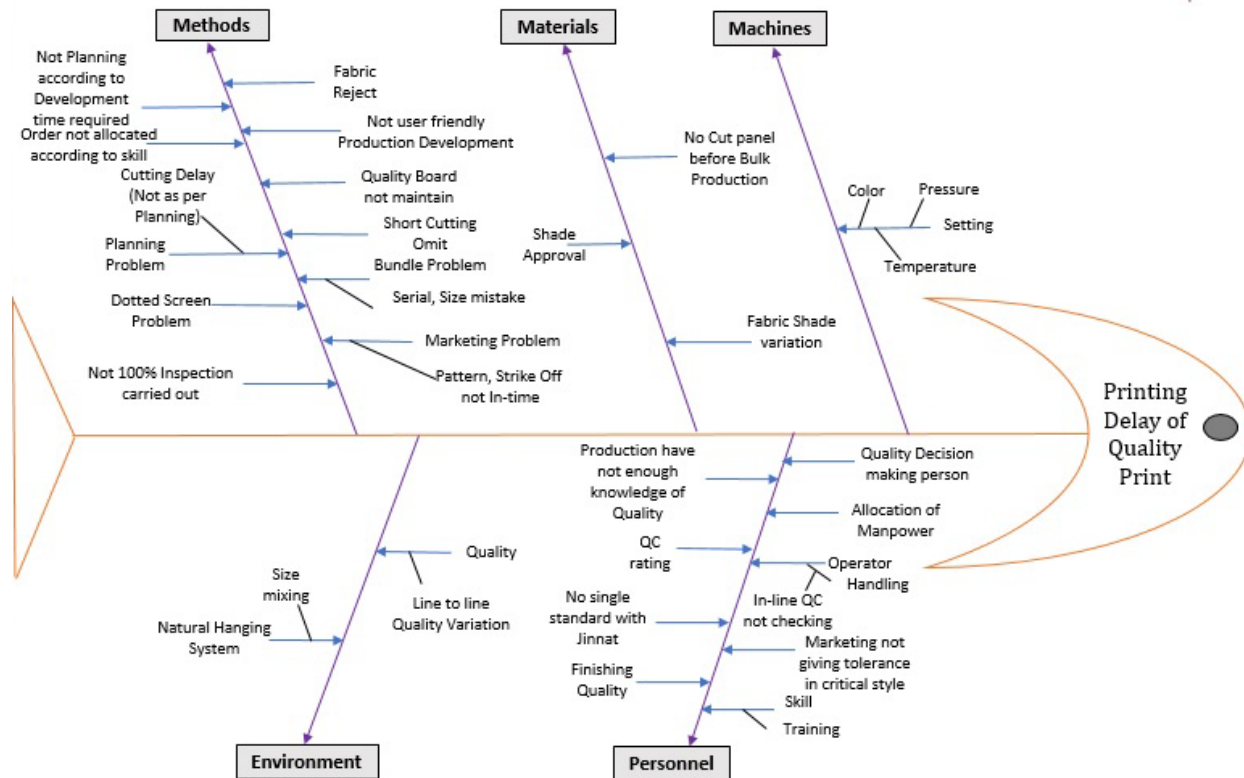 Methods
Materials
Machines
Not Planning
according to
Development
time required
Fabric
Reject
Order not allocated
according to skill
Not user friendly
Production Development
Cutting Delay
(Not as per
Planning)
Quality Board
not maintain
Planning
Problem
Short Cutting
Omit
Bundle Problem
Serial, Size mistake
Dotted Screen
Problem
Marketing Problem
Pattern, Strike Off
not In-time
Not 100% Inspection
carried out
No Cut panel
before Bulk
Production
Shade
Approval
Fabric Shade
variation
Color
Pressure
Setting
Temperature
Printing
Delay of
Quality
Print
Quality
Line to line
Quality Variation
Size
mixing
Natural Hanging
System
Production have
not enough
knowledge of
Quality
Quality Decision
making person
Allocation of
Manpower
QC
rating
Operator
Handling
In-line QC
not checking
No single
standard with
Jinnat
Marketing not
giving tolerance
in critical style
Finishing
Quality
Skill
Training
Environment
Personnel